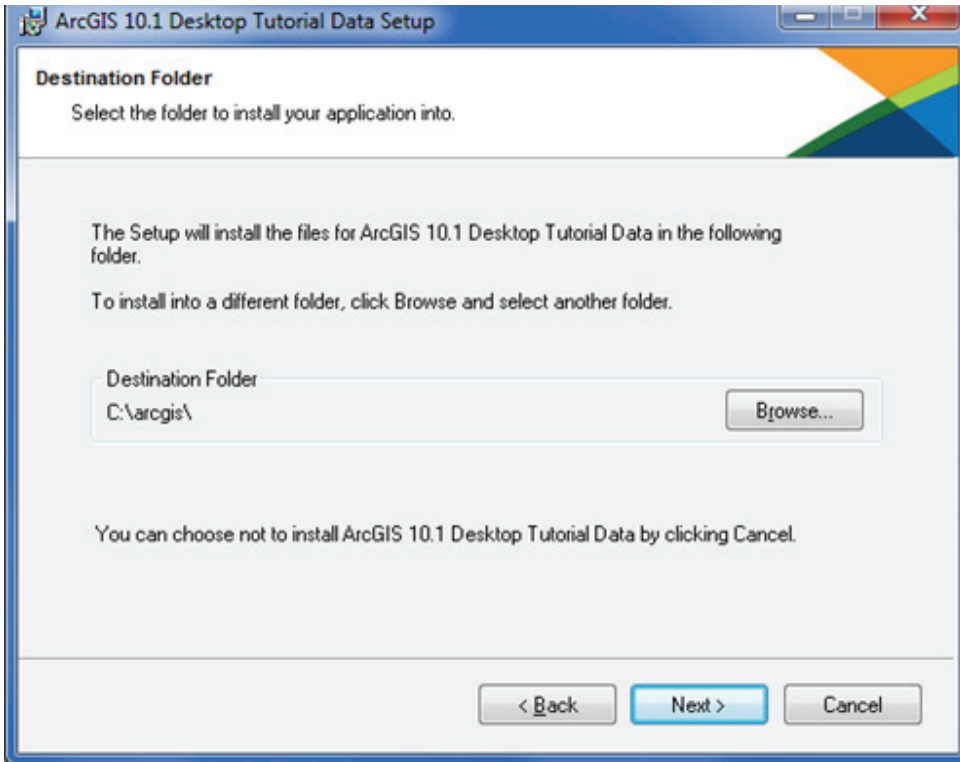 ArcGIS 10.1 Desktop Tutorial Data Setup
Destination Folder
Select the folder to install your application into.
The Setup will install the files for ArcGIS 10.1 Desktop Tutorial Data in the following
folder.
To install into a different folder, click Browse and select another folder.
Destination Folder
C:\arcgis\
Browse...
You can choose not to install ArcGIS 10.1 Desktop Tutorial Data by clicking Cancel.
< Back
Next >
Cancel